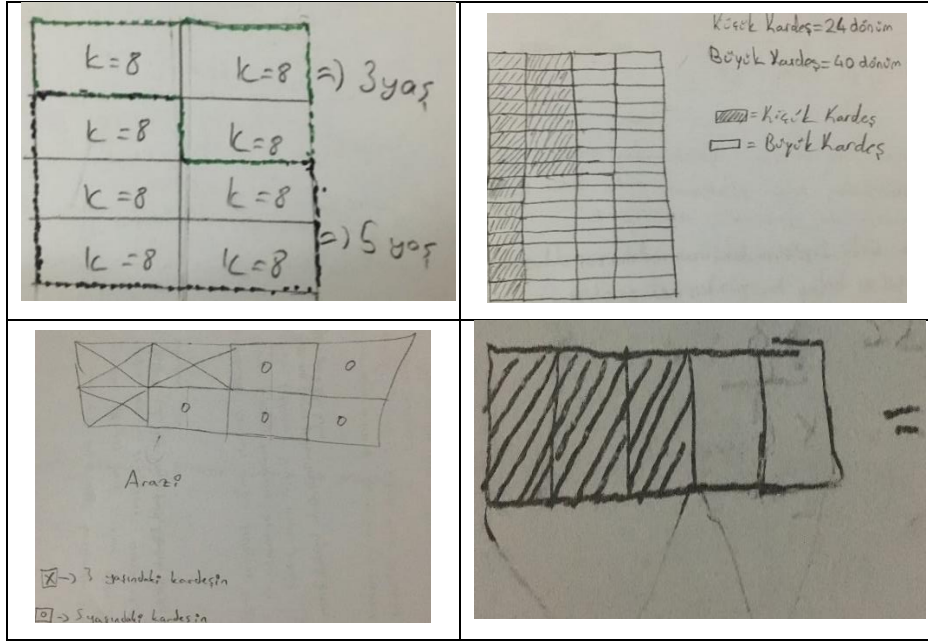 k=8
k=8
=) 3 yaş
k=8
k=8
k=8
k=8
=) 5 yaş
k=8
k=8
Küçük Kardeş=24 dönüm
Büyük Kardeş=40 dönüm
= Küçük Kardeş
= Büyük Kardeş
o o
o o o
Arazi
x -> 3 yaşındaki kardeşin
o -> 5 yaşındaki kardeşin
=